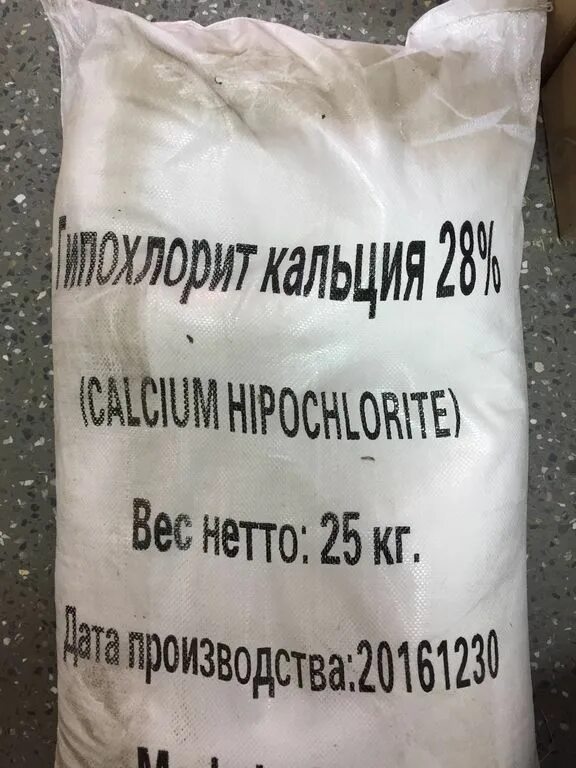 Гипохлорит кальция 28%
(CALCIUM HIPOCHLORITE)
Вес нетто: 25 кг.
Дата производства:20161230